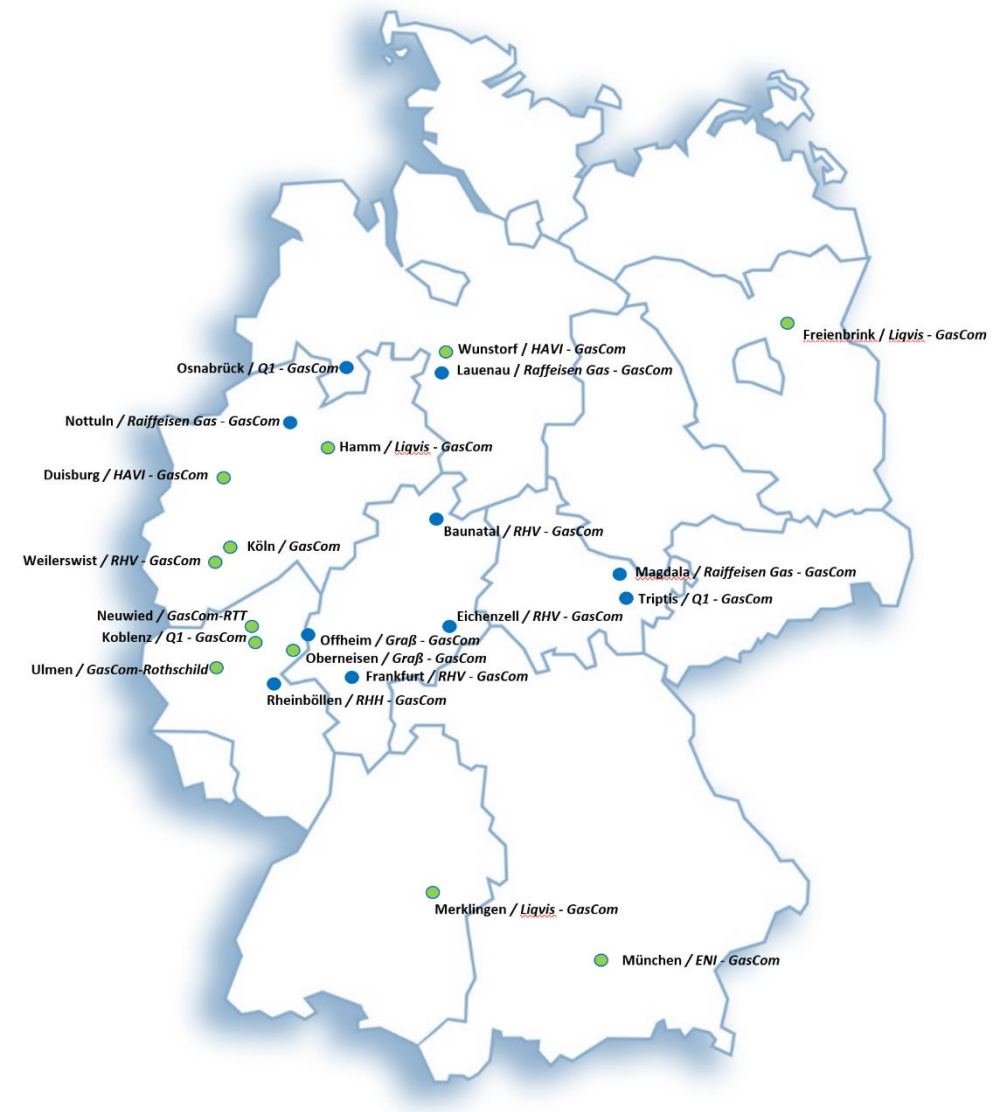 Freienbrink / Liqvis - GasCom
Wunstorf / HAVI - GasCom
Osnabrück / Q1 - GasCom
Lauenau / Raffeisen Gas - GasCom
Nottuln / Raiffeisen Gas - GasCom
Hamm / Liqvis - GasCom
Duisburg / HAVI - GasCom
Baunatal / RHV - GasCom
Köln / GasCom
Weilerswist / RHV - GasCom
Magdala / Raiffeisen Gas - GasCom
Triptis / Q1 - GasCom
Neuwied / GasCom-RTT
Eichenzell / RHV - GasCom
Koblenz / Q1 - GasCom
Offheim / Graß - GasCom
Oberneisen / Graß - GasCom
Ulmen / GasCom-Rothschild
Frankfurt / RHV - GasCom
Rheinböllen / RHH - GasCom
Merklingen / Liqvis - GasCom
München / ENI - GasCom